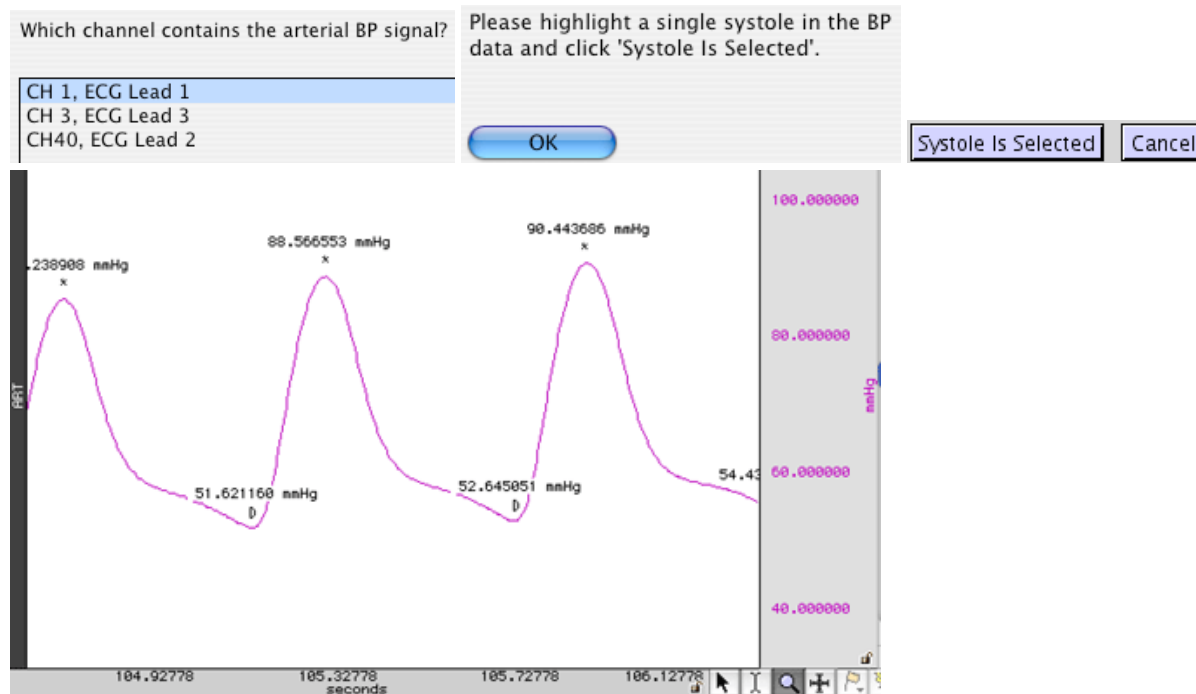 Which channel contains the arterial BP signal?
CH 1, ECG Lead 1
CH 3, ECG Lead 3
CH40, ECG Lead 2
Please highlight a single systole in the BP
data and click 'Systole Is Selected'.
OK
Systole Is Selected
Cancel
.238908 mmHg
88.566553 mmHg
90.443686 mmHg
51.621160 mmHg
D
52.645051 mmHg
D
54.43
ART
100.000000
80.000000
60.000000
40.000000
mmHg
104.92778
105.32778
105.72778
106.12778
seconds